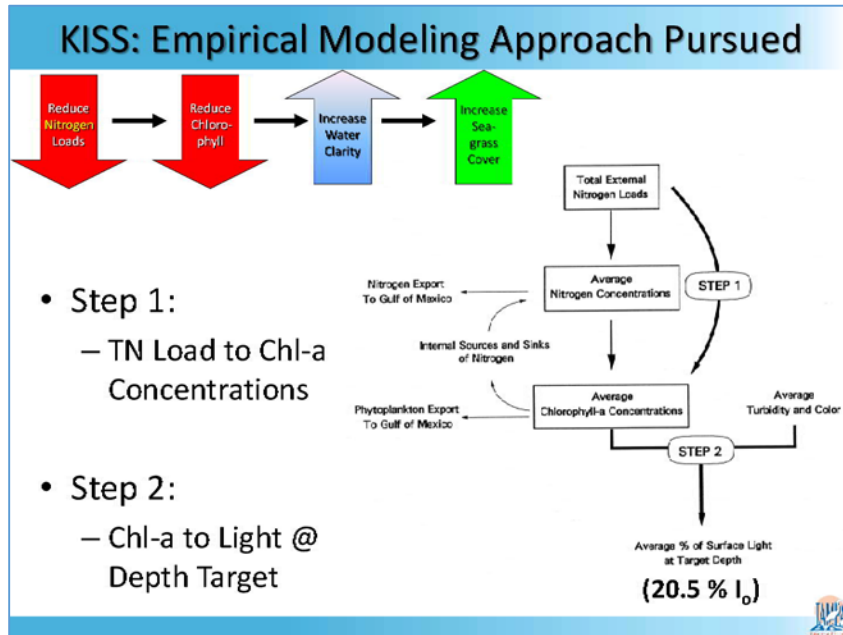 KISS: Empirical Modeling Approach Pursued
Reduce
Nitrogen
Loads
Reduce
Chloro-
phyll
Increase
Water
Clarity
Increase
Sea-
grass
Cover
• Step 1:
– TN Load to Chl-a
Concentrations
• Step 2:
– Chl-a to Light @
Depth Target
Total External
Nitrogen Loads
STEP 1
Average
Nitrogen Concentrations
Nitrogen Export
To Gulf of Mexico
Internal Sources and Sinks
of Nitrogen
Average
Chlorophyll-a Concentrations
Phytoplankton Export
To Gulf of Mexico
Average
Turbidity and Color
STEP 2
Average % of Surface Light
at Target Depth
(20.5 % Iₒ)
TAMPA